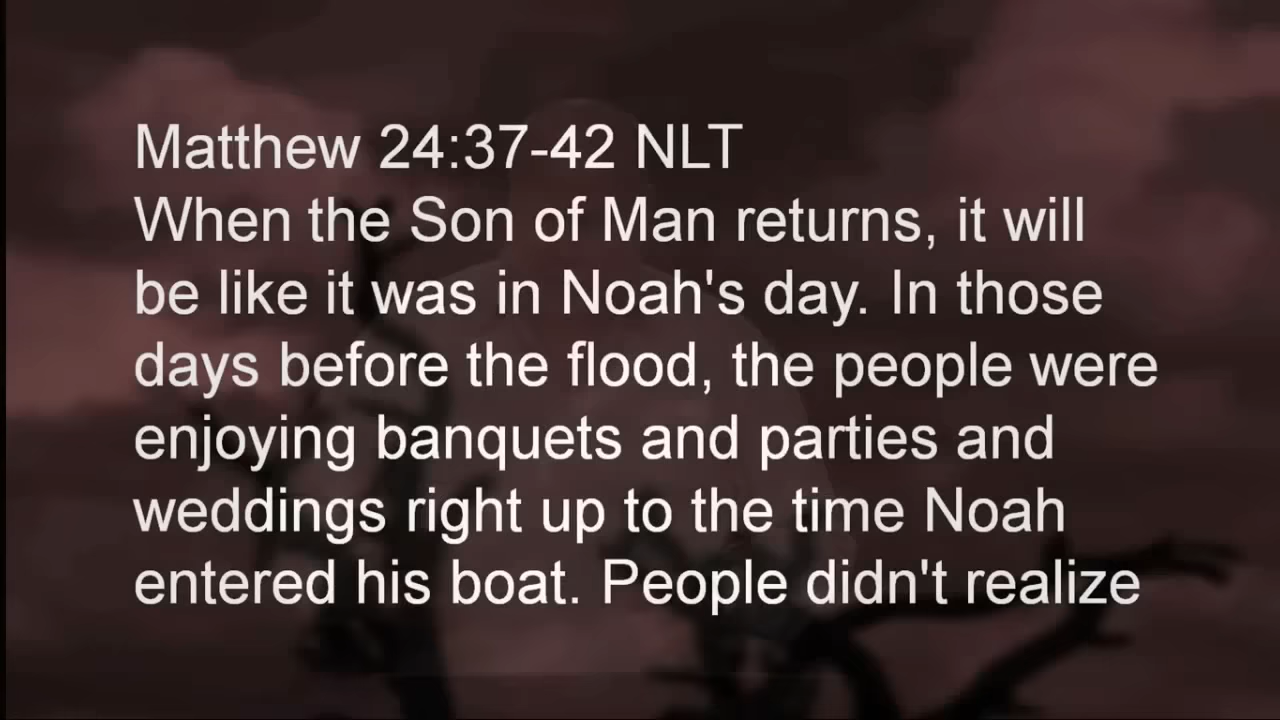 Matthew 24:37-42 NLT
When the Son of Man returns, it will
be like it was in Noah's day. In those
days before the flood, the people were
enjoying banquets and parties and
weddings right up to the time Noah
entered his boat. People didn't realize